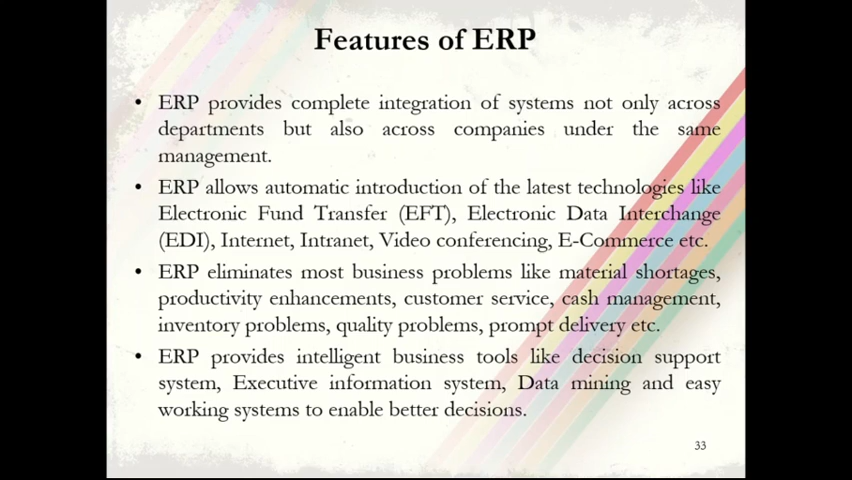 Features of ERP
• ERP provides complete integration of systems not only across
departments but also across companies under the same
management.
• ERP allows automatic introduction of the latest technologies like
Electronic Fund Transfer (EFT), Electronic Data Interchange
(EDI), Internet, Intranet, Video conferencing, E-Commerce etc.
• ERP eliminates most business problems like material shortages,
productivity enhancements, customer service, cash management,
inventory problems, quality problems, prompt delivery etc.
• ERP provides intelligent business tools like decision support
system, Executive information system, Data mining and easy
working systems to enable better decisions.
33